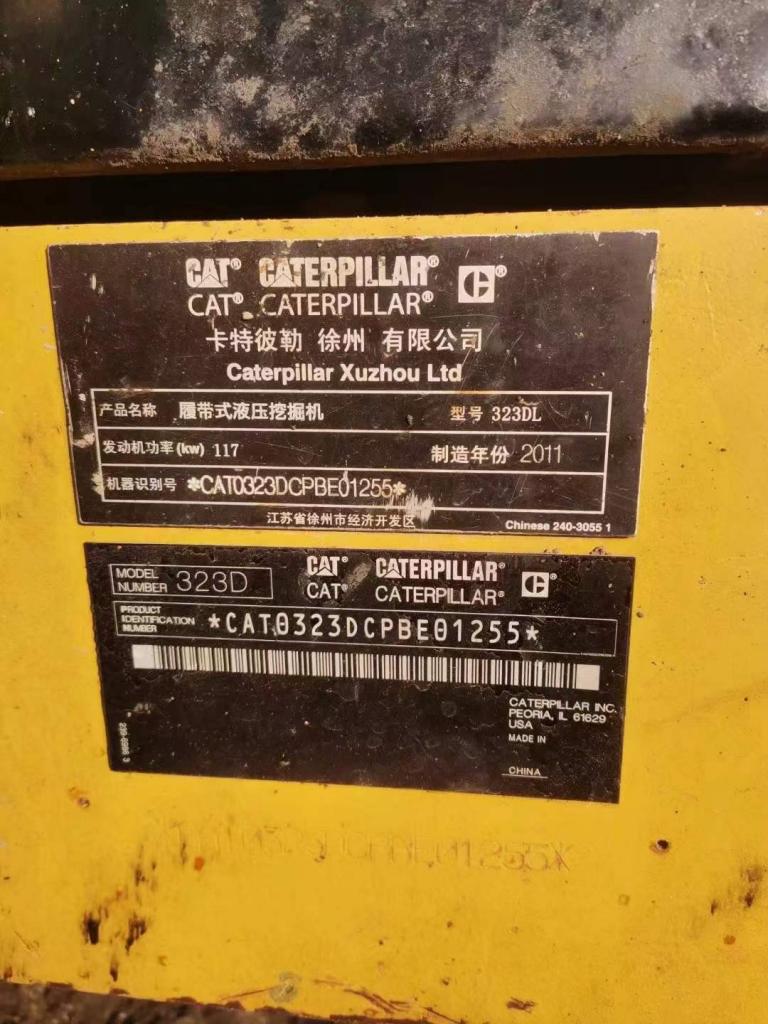 CAT® CATERPILLAR® C®
CAT® CATERPILLAR®
卡特彼勒 徐州 有限公司
Caterpillar Xuzhou Ltd
产品名称 履带式液压挖掘机 型号 323DL
发动机功率(kw) 117 制造年份 2011
机器识别号 *CAT0323DCPBE01255*
江苏省徐州市经济开发区 Chinese 240-3055 1
MODEL NUMBER 323D
CAT® CATERPILLAR® C®
CAT® CATERPILLAR®
PRODUCT IDENTIFICATION NUMBER *CAT0323DCPBE01255*
CATERPILLAR INC.
PEORIA, IL 61629
USA
MADE IN
CHINA
CPBE01255*